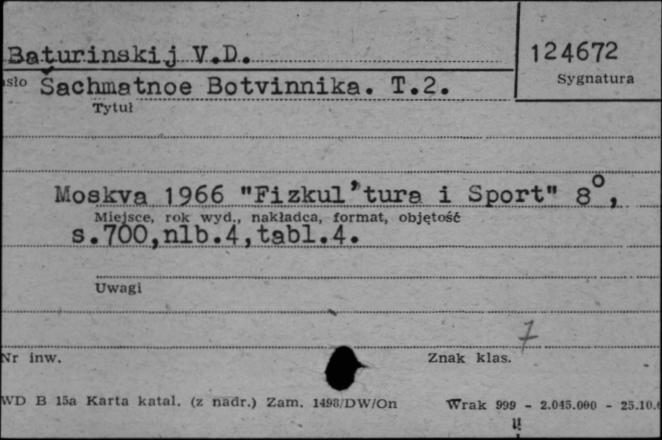 Baturinskij V.D.
124672
Sygnatura
Šachmatnoe Botvinnika. T.2.
Tytuł
Moskva 1966 "Fizkul'tura i Sport" 8°,
Miejsce, rok wyd., nakładca, format, objętość
s.700,nlb.4,tabl.4.
Uwagi
7
Nr inw.
Znak klas.
WD B 15a Karta katal. (z nadr.) Zam. 1498/DW/On
Wrak 999 - 2.045.000 - 25.10.